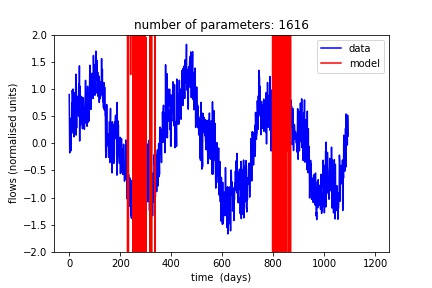 number of parameters: 1616
2.0
1.5
1.0
0.5
0.0
−0.5
−1.0
−1.5
−2.0
flows (normalised units)
data
model
0 200 400 600 800 1000 1200
time (days)